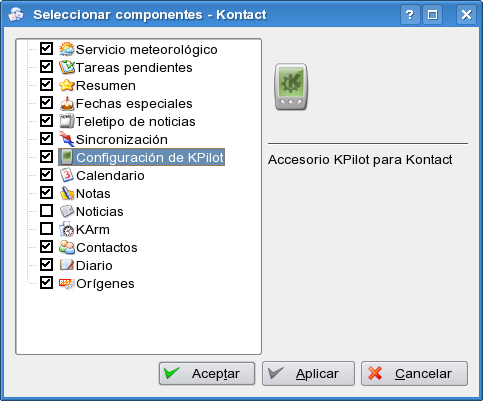 Seleccionar componentes - Kontact
Servicio meteorológico
Tareas pendientes
Resumen
Fechas especiales
Teletipo de noticias
Sincronización
Configuración de KPilot
Calendario
Notas
Noticias
KArm
Contactos
Diario
Orígenes
Accesorio KPilot para Kontact
Aceptar
Aplicar
Cancelar